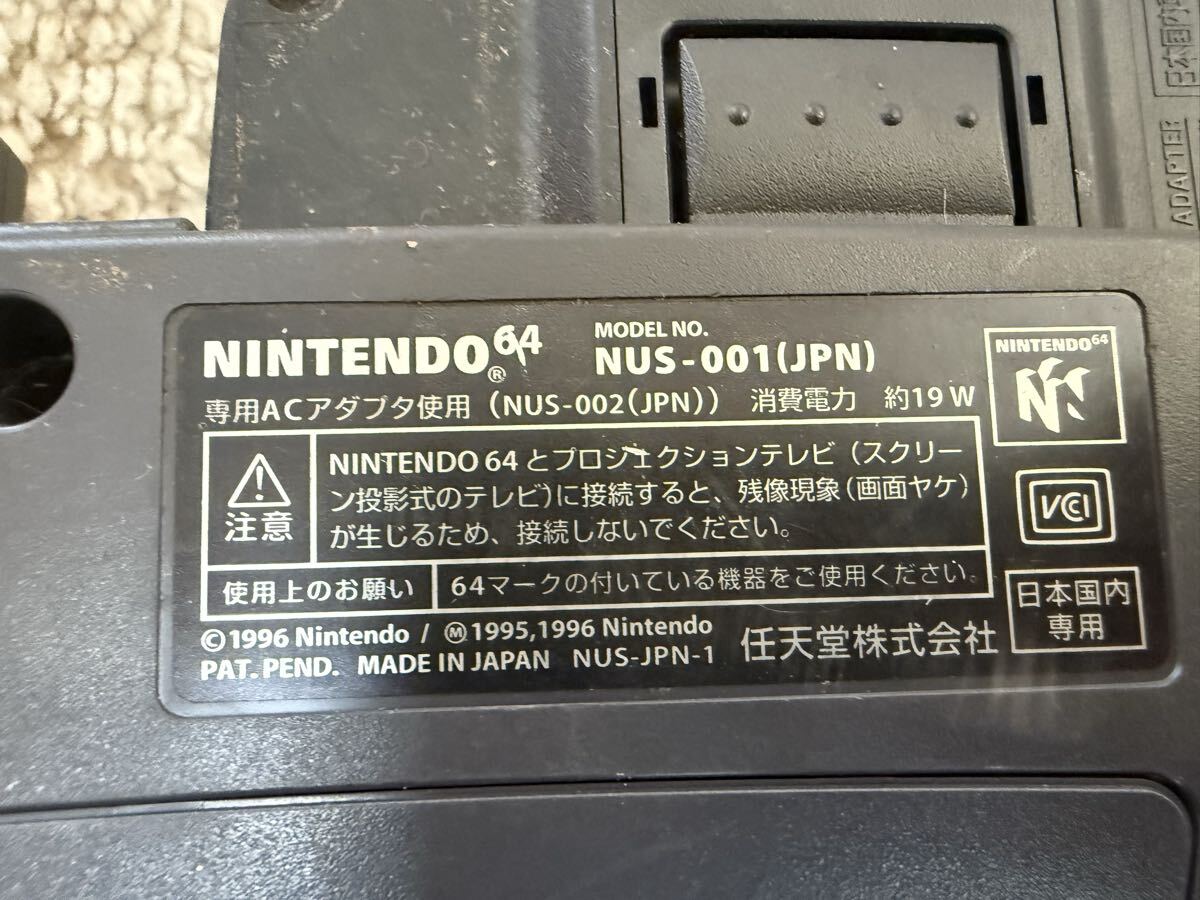 日本国内
ADAPTER
NINTENDO64®
MODEL NO.
NUS-001(JPN)
専用ACアダプタ使用(NUS-002(JPN)) 消費電力 約19W
NINTENDO64
注意
NINTENDO 64 とプロジェクションテレビ(スクリー
ン投影式のテレビ)に接続すると、残像現象(画面ヤケ)
が生じるため、接続しないでください。
VCI
使用上のお願い
64マークの付いている機器をご使用ください。
日本国内
専用
©1996 Nintendo / Ⓜ1995,1996 Nintendo
PAT. PEND. MADE IN JAPAN NUS-JPN-1
任天堂株式会社